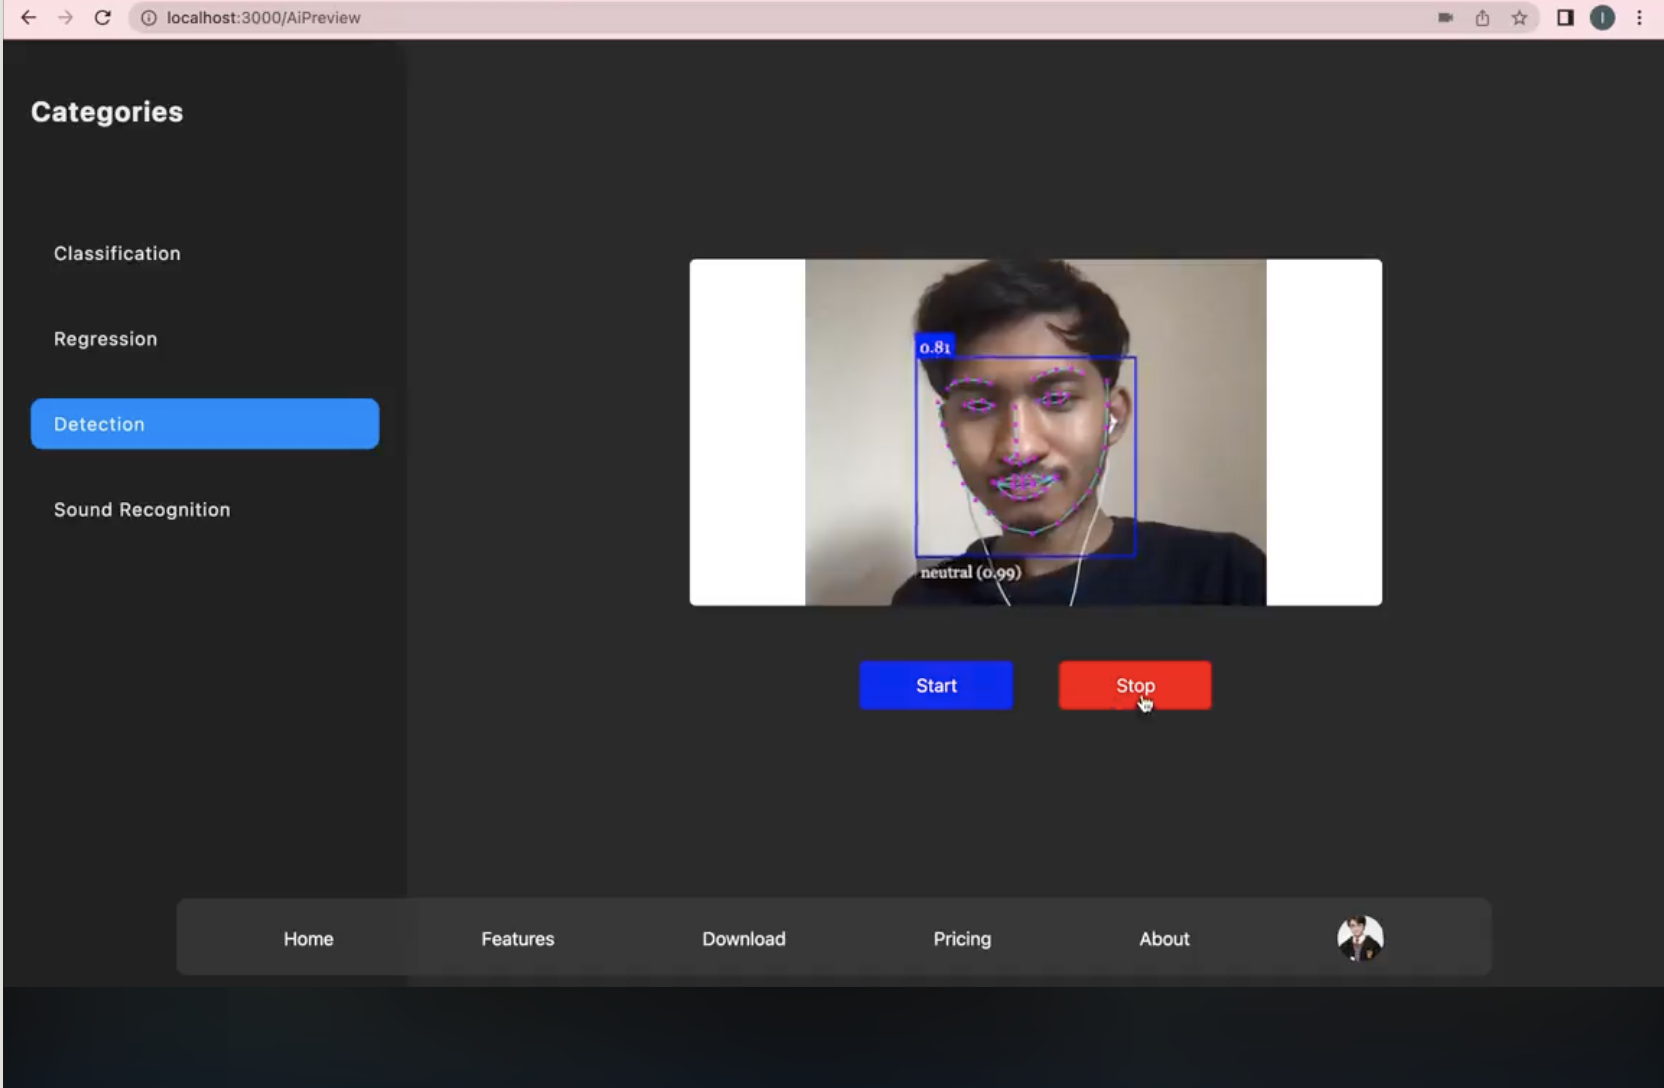 localhost:3000/AiPreview
I
Categories
Classification
Regression
Detection
Sound Recognition
0.81
neutral (0.99)
Start
Stop
Home
Features
Download
Pricing
About